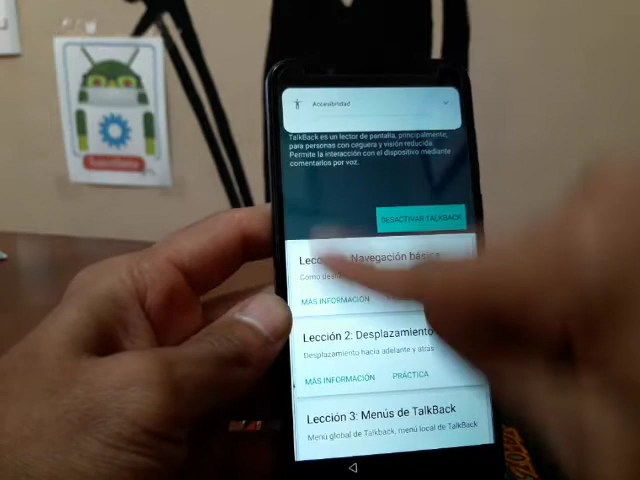 Accesibilidad
TalkBack es un lector de pantalla, principalmente,
para personas con ceguera y visión reducida.
Permite la interacción con el dispositivo mediante
comentarios por voz.
DESACTIVAR TALKBACK
Navegación básica
Cómo
MÁS INFORMACIÓN
Lección 2: Desplazamiento
Desplazamiento hacia adelante y atrás
MÁS INFORMACIÓN PRÁCTICA
Lección 3: Menús de TalkBack
Menú global de Talkback, menú local de TalkBack